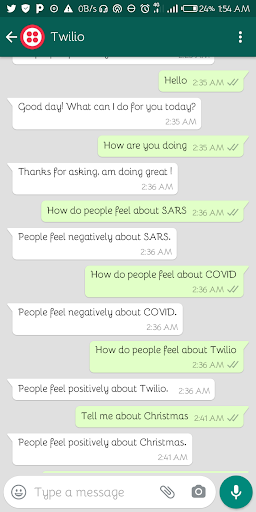 0B/s 24% 1:54 AM
Twilio
Hello 2:35 AM
Good day! What can I do for you today?
2:35 AM
How are you doing 2:35 AM
Thanks for asking, am doing great !
2:36 AM
How do people feel about SARS 2:36 AM
People feel negatively about SARS.
2:36 AM
How do people feel about COVID
2:36 AM
People feel negatively about COVID.
2:36 AM
How do people feel about Twilio
2:36 AM
People feel positively about Twilio. 2:36 AM
Tell me about Christmas 2:41 AM
People feel positively about Christmas.
2:41 AM
Type a message